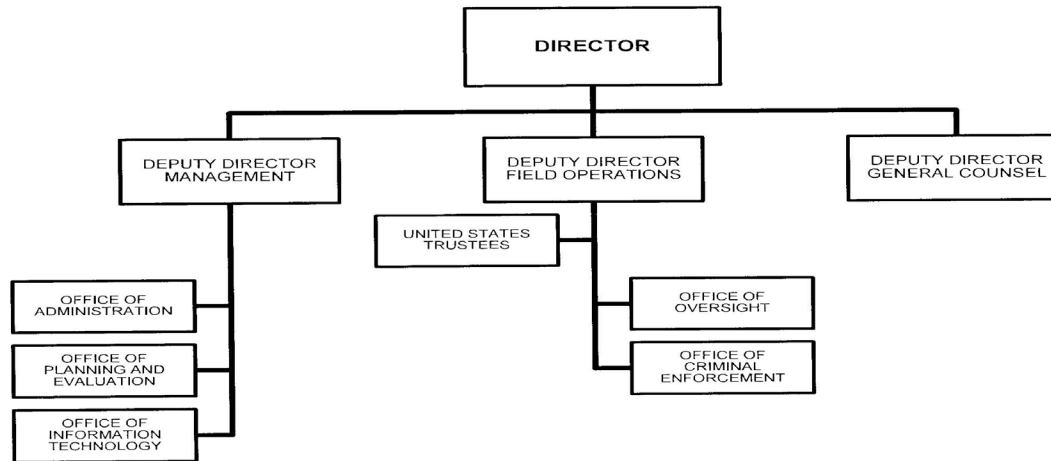 DIRECTOR
DEPUTY DIRECTOR
MANAGEMENT
DEPUTY DIRECTOR
FIELD OPERATIONS
DEPUTY DIRECTOR
GENERAL COUNSEL
UNITED STATES
TRUSTEES
OFFICE OF
ADMINISTRATION
OFFICE OF
PLANNING AND
EVALUATION
OFFICE OF
INFORMATION
TECHNOLOGY
OFFICE OF
OVERSIGHT
OFFICE OF
CRIMINAL
ENFORCEMENT